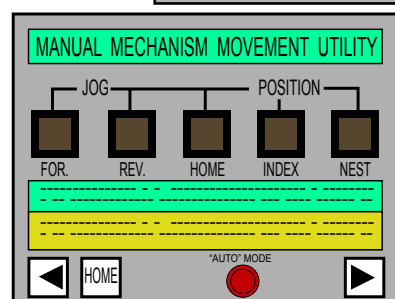 MANUAL MECHANISM MOVEMENT UTILITY
JOG POSITION
FOR. REV. HOME INDEX NEST
"AUTO" MODE
HOME